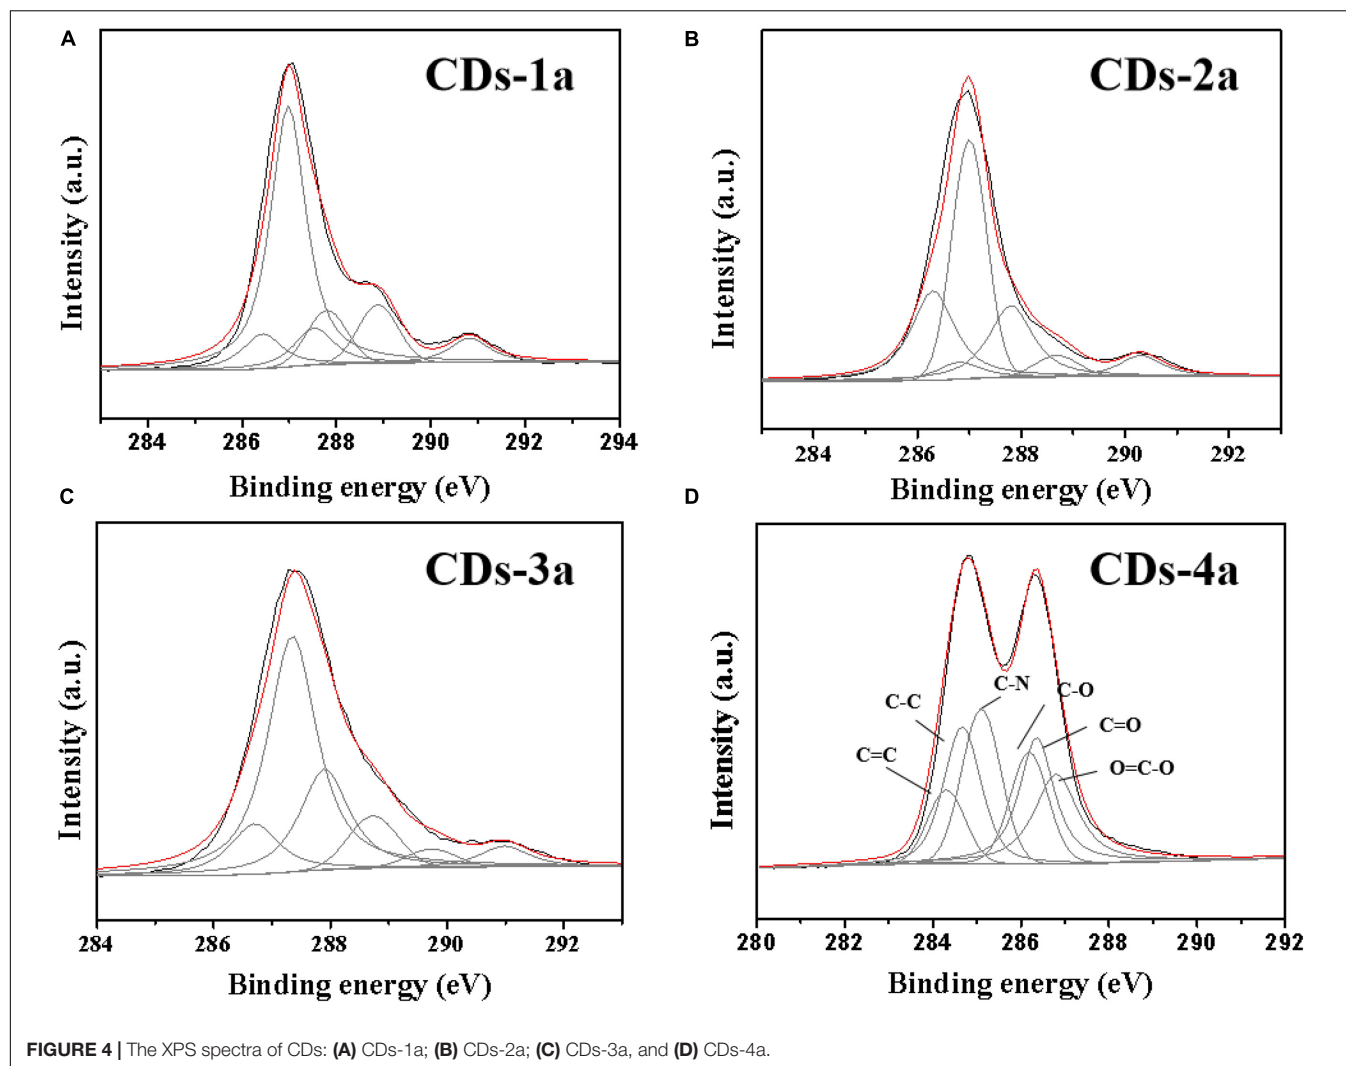 A
CDs-1a
Intensity (a.u.)
284 286 288 290 292 294
Binding energy (eV)
B
CDs-2a
Intensity (a.u.)
284 286 288 290 292
Binding energy (eV)
C
CDs-3a
Intensity (a.u.)
284 286 288 290 292
Binding energy (eV)
D
CDs-4a
Intensity (a.u.)
C-N
C-O
C-C
C=O
C=C
O=C-O
280 282 284 286 288 290 292
Binding energy (eV)
FIGURE 4 | The XPS spectra of CDs: (A) CDs-1a; (B) CDs-2a; (C) CDs-3a, and (D) CDs-4a.